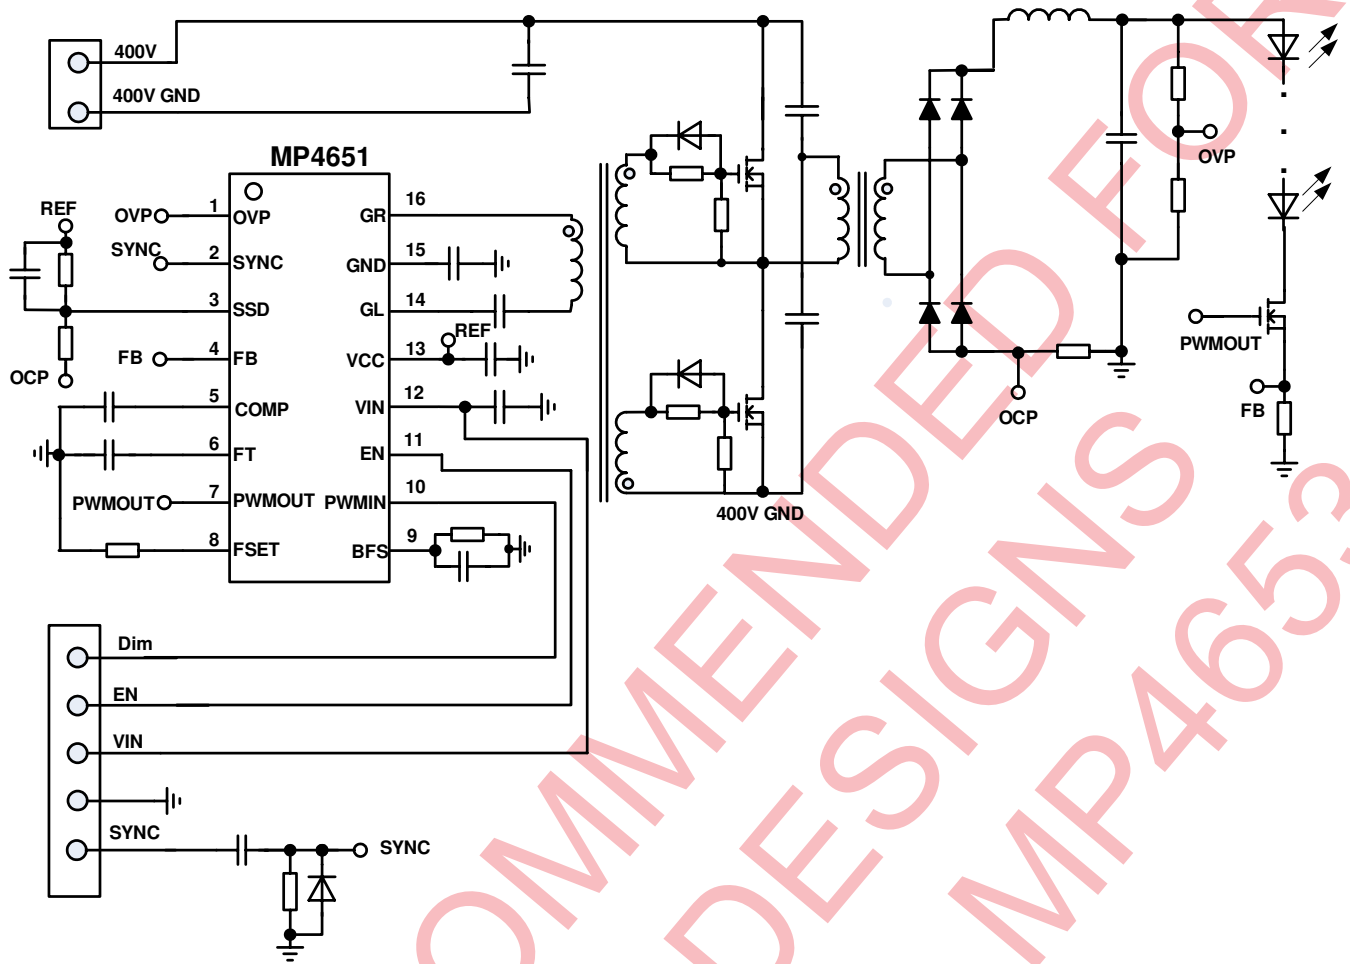 400V
400V GND
MP4651
REF
OVP
1
OVP
GR
16
SYNC
2
SYNC
GND
15
3
SSD
GL
14
REF
FB
4
FB
VCC
13
OCP
5
COMP
VIN
12
6
FT
EN
11
PWMOUT
7
PWMOUT
PWMIN
10
8
FSET
BFS
9
400V GND
OVP
OCP
PWMOUT
FB
Dim
EN
VIN
SYNC
SYNC
OMMENDED FOR
DESIGNS
MP4653